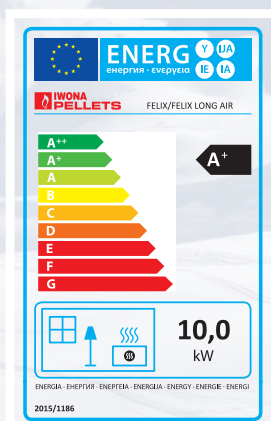 ENERG Y IJA
енергия · ενεργεια IE IA
IWONA
PELLETS FELIX/FELIX LONG AIR
A++
A+
A+
A
B
C
D
E
F
G
10,0
kW
ENERGIA · ЕНЕРГИЯ · ΕΝΕΡΓΕΙΑ · ENERGIJA · ENERGY · ENERGIE · ENERGI
2015/1186